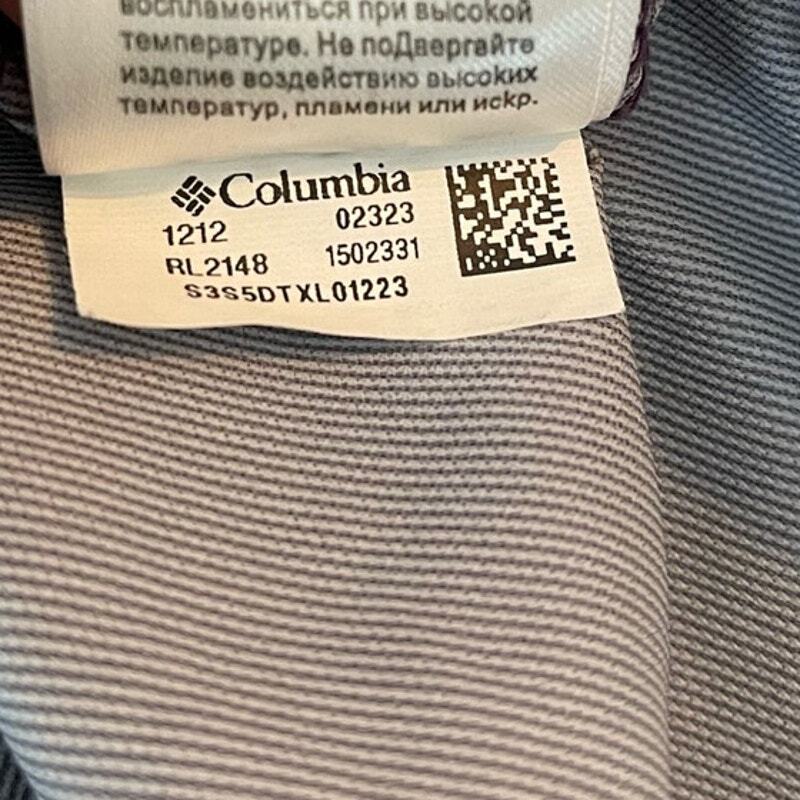 воспламениться при высокой
температуре. Не поДвергайте
изделие воздействию высоких
температур, пламени или искр.
Columbia
1212 02323
RL2148 1502331
S3S5DTXL01223